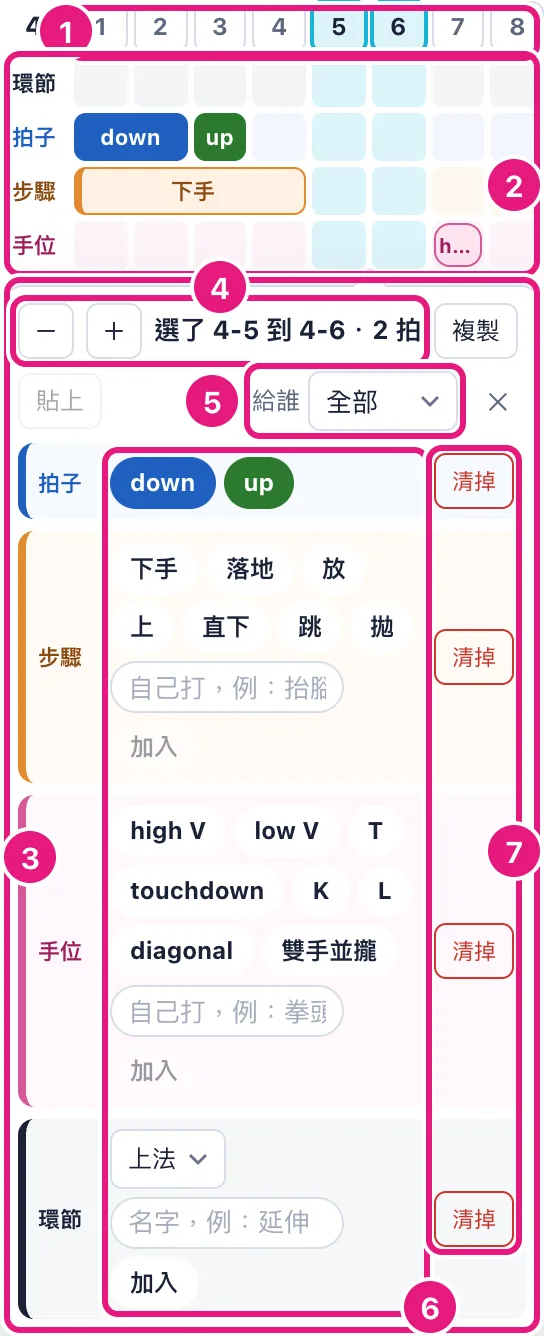 4 1 1 2 3 4 5 6 7 8
環節
拍子 down up
2
步驟 下手
手位 h...
4
− + 選了 4-5 到 4-6 · 2 拍 複製
貼上 5 給誰 全部 ×
拍子 down up 清掉
下手 落地 放
上 直下 跳 拋
步驟 清掉
自己打，例：抬腳
加入
high V low V T
3 7
touchdown K L
手位 diagonal 雙手並攏 清掉
自己打，例：拳頭
加入
上法
環節 名字，例：延伸 清掉
加入
6